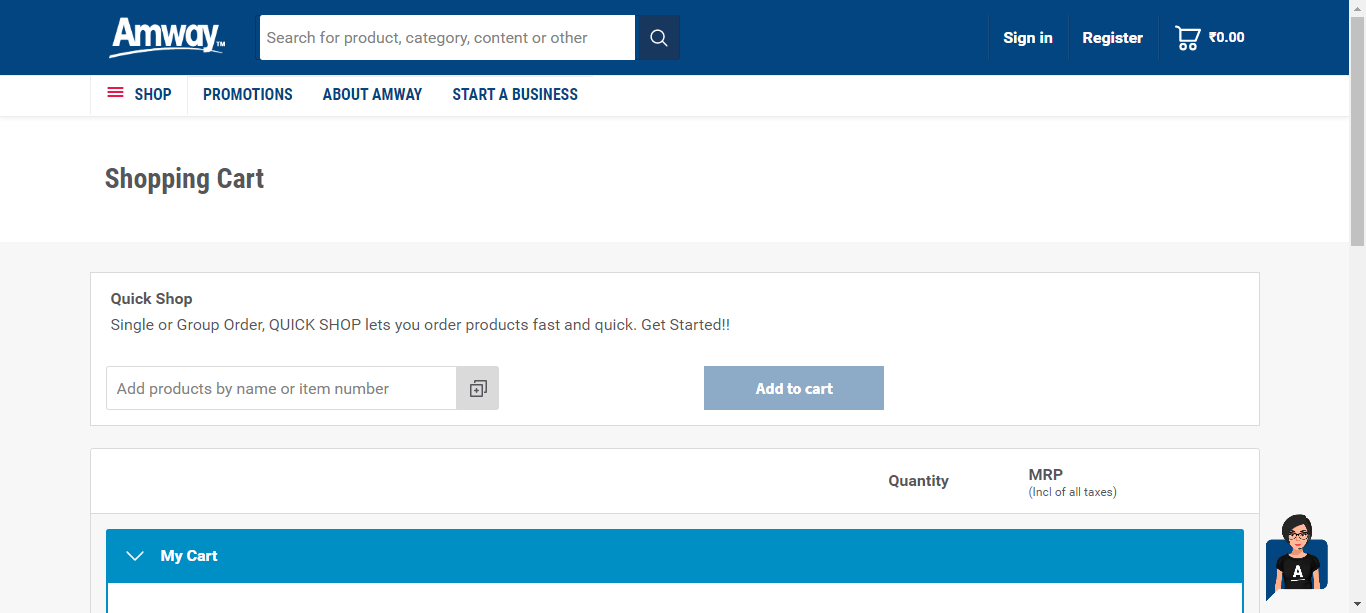 Amway™
Search for product, category, content or other
Sign in
Register
₹0.00
SHOP
PROMOTIONS
ABOUT AMWAY
START A BUSINESS
Shopping Cart
Quick Shop
Single or Group Order, QUICK SHOP lets you order products fast and quick. Get Started!!
Add products by name or item number
Add to cart
Quantity
MRP
(Incl of all taxes)
My Cart
A